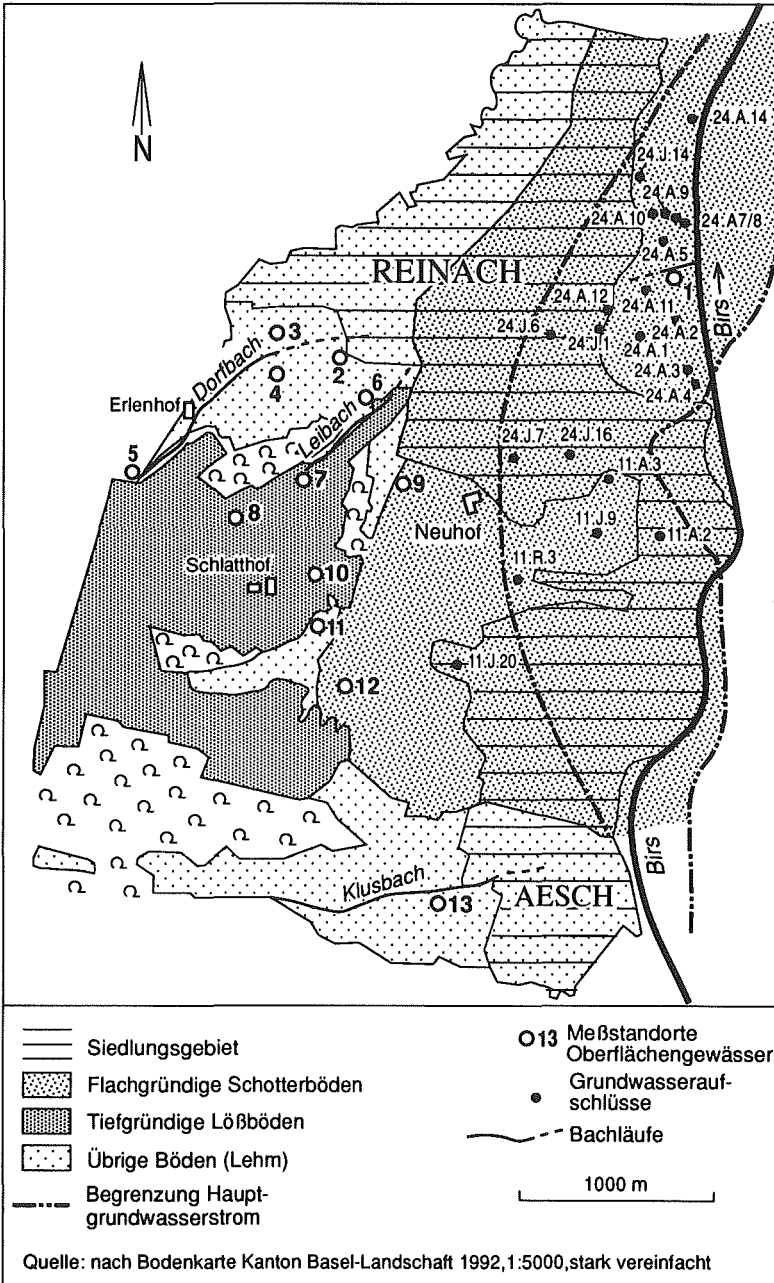 N
24.A.14
24.J.14
24.A.9
24.A.10
24.A7/8
24.A.5
REINACH
1
24.A.12
24.A.11
Birs
24.J.6
24.J.1
24.A.2
24.A.1
3
Dorfbach
2
4
24.A.3
6
24.A.4
Erlenhof
Leibach
5
24.J.7
24.J.16
11.A.3
7
9
8
Neuhof
11.J.9
11.A.2
Schlatthof
10
11.R.3
11
11.J.20
12
Birs
Klusbach
13
AESCH
Siedlungsgebiet
Flachgründige Schotterböden
Tiefgründige Lößböden
Übrige Böden (Lehm)
Begrenzung Haupt-
grundwasserstrom
13 Meßstandorte
Oberflächengewässer
Grundwasserauf-
schlüsse
Bachläufe
1000 m
Quelle: nach Bodenkarte Kanton Basel-Landschaft 1992,1:5000,stark vereinfacht